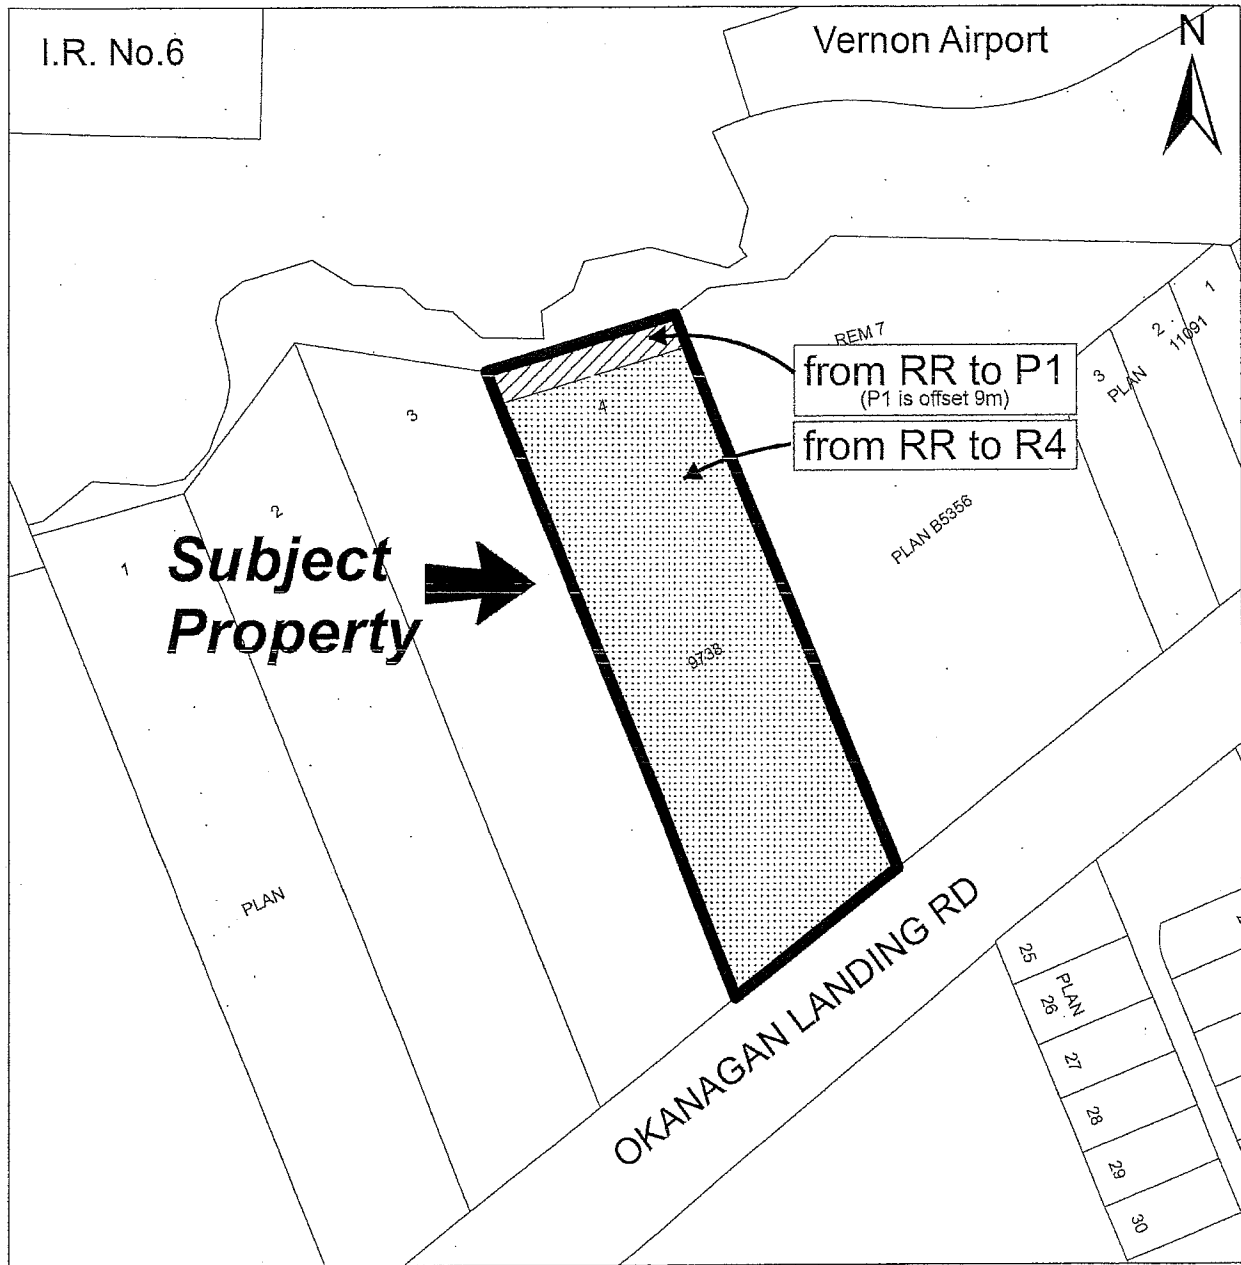 I.R. No.6
Vernon Airport
N
REM 7
1
2
11091
3
PLAN
from RR to P1
(P1 is offset 9m)
from RR to R4
4
3
2
1
Subject
Property
PLAN B5356
9738
PLAN
OKANAGAN LANDING RD
25
PLAN
26
27
28
29
30